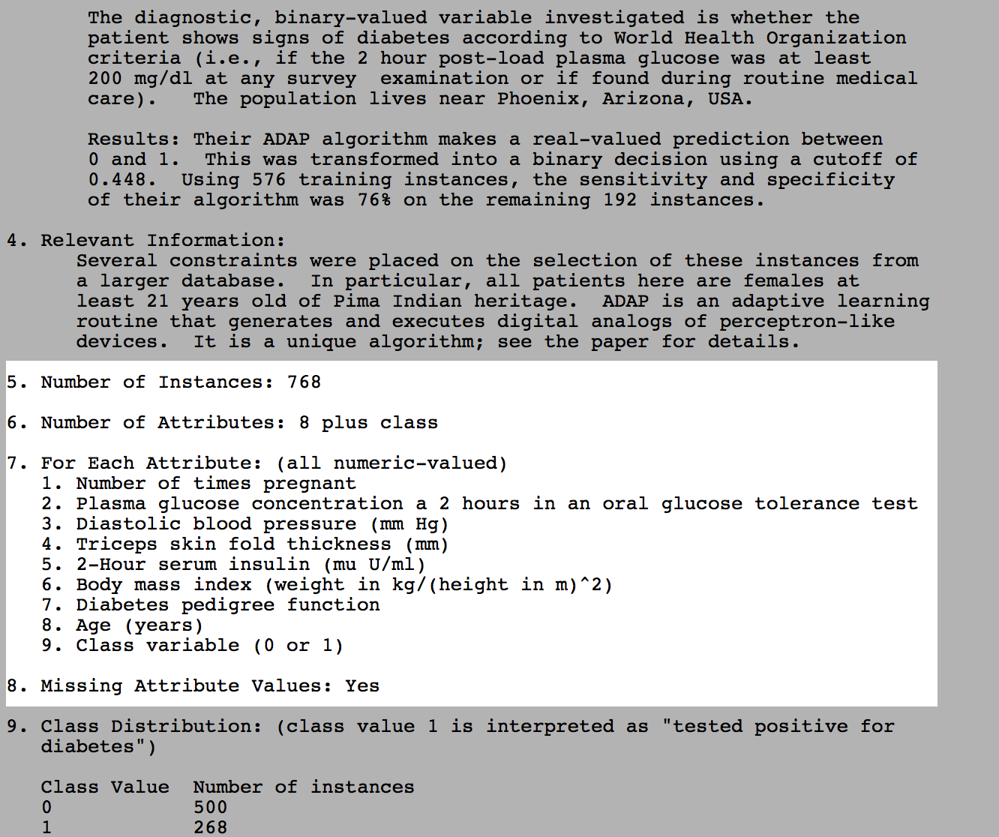 The diagnostic, binary-valued variable investigated is whether the
patient shows signs of diabetes according to World Health Organization
criteria (i.e., if the 2 hour post-load plasma glucose was at least
200 mg/dl at any survey  examination or if found during routine medical
care).   The population lives near Phoenix, Arizona, USA.

Results: Their ADAP algorithm makes a real-valued prediction between
0 and 1.  This was transformed into a binary decision using a cutoff of
0.448.  Using 576 training instances, the sensitivity and specificity
of their algorithm was 76% on the remaining 192 instances.

4. Relevant Information:
Several constraints were placed on the selection of these instances from
a larger database.  In particular, all patients here are females at
least 21 years old of Pima Indian heritage.  ADAP is an adaptive learning
routine that generates and executes digital analogs of perceptron-like
devices.  It is a unique algorithm; see the paper for details.

5. Number of Instances: 768

6. Number of Attributes: 8 plus class

7. For Each Attribute: (all numeric-valued)
1. Number of times pregnant
2. Plasma glucose concentration a 2 hours in an oral glucose tolerance test
3. Diastolic blood pressure (mm Hg)
4. Triceps skin fold thickness (mm)
5. 2-Hour serum insulin (mu U/ml)
6. Body mass index (weight in kg/(height in m)^2)
7. Diabetes pedigree function
8. Age (years)
9. Class variable (0 or 1)

8. Missing Attribute Values: Yes

9. Class Distribution: (class value 1 is interpreted as "tested positive for
diabetes")

Class Value  Number of instances
0            500
1            268